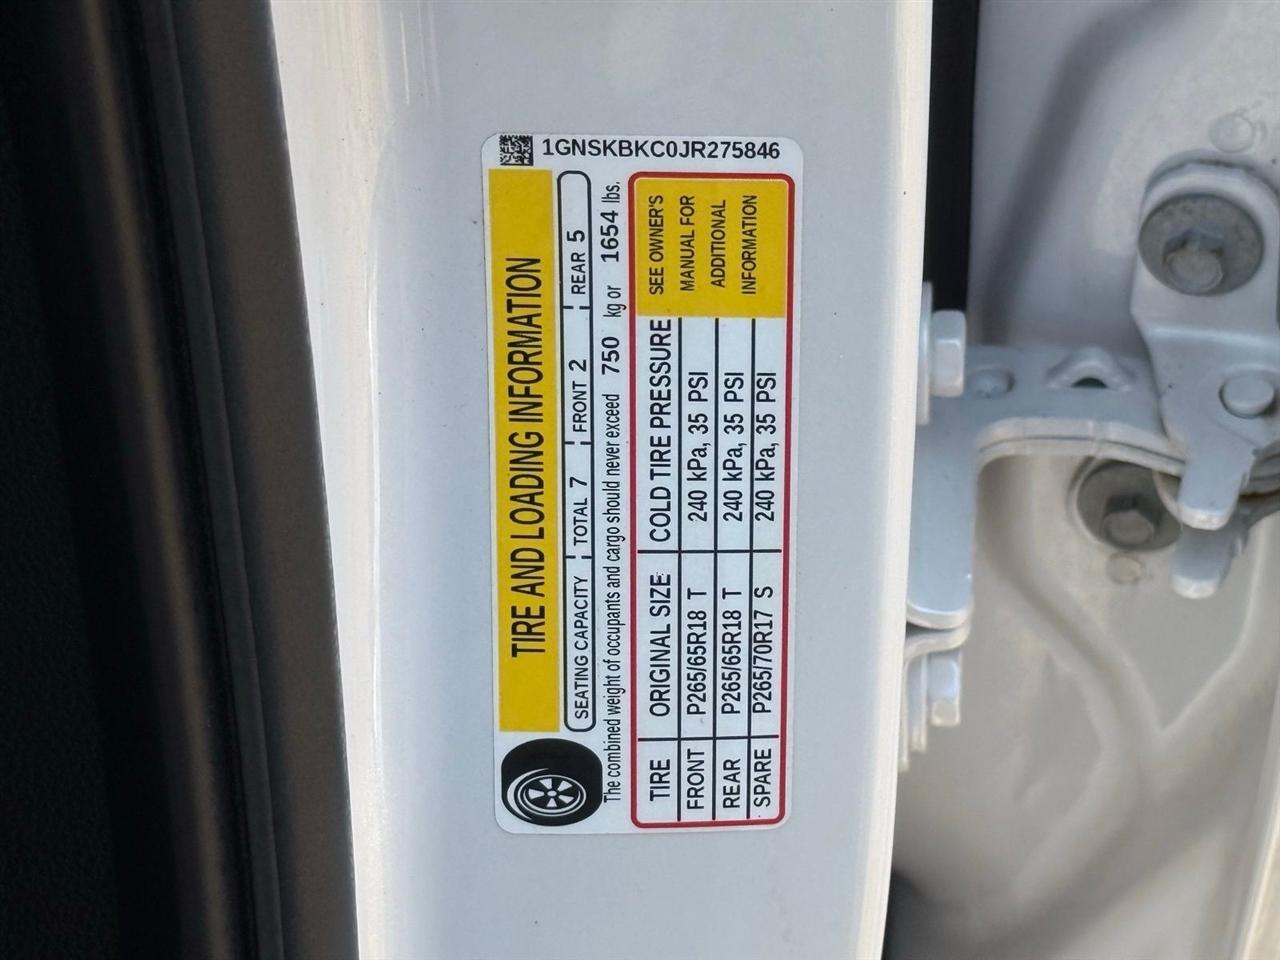 1GNSKBKC0JR275846
TIRE AND LOADING INFORMATION
SEATING CAPACITY TOTAL 7 FRONT 2 REAR 5
The combined weight of occupants and cargo should never exceed 750 kg or 1654 lbs.
TIRE ORIGINAL SIZE COLD TIRE PRESSURE
FRONT P265/65R18 T 240 kPa, 35 PSI
REAR P265/65R18 T 240 kPa, 35 PSI
SPARE P265/70R17 S 240 kPa, 35 PSI
SEE OWNER'S
MANUAL FOR
ADDITIONAL
INFORMATION